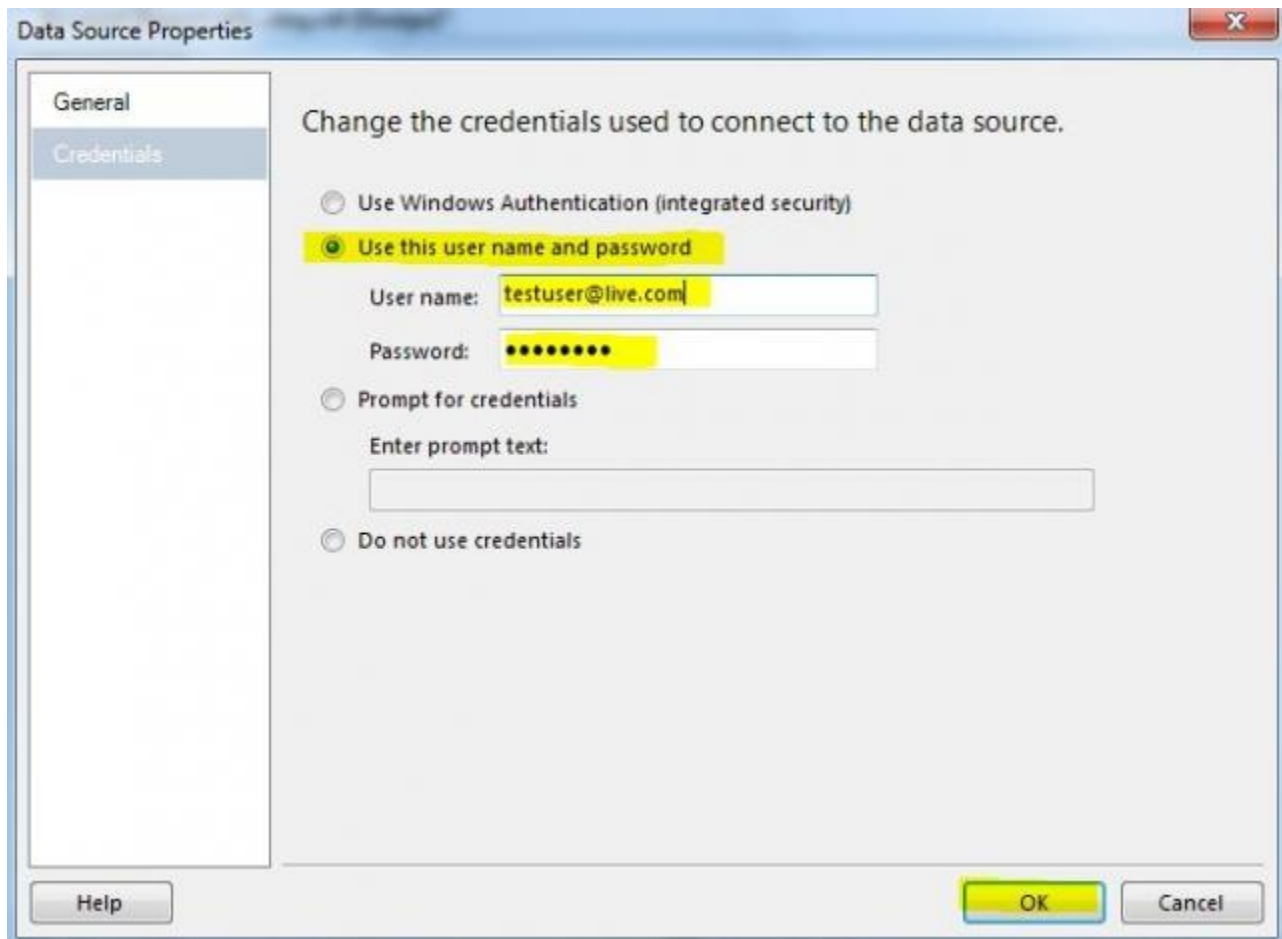 Data Source Properties
General
Credentials
Change the credentials used to connect to the data source.
Use Windows Authentication (integrated security)
Use this user name and password
User name: testuser@live.com
Password: ••••••••
Prompt for credentials
Enter prompt text:
Do not use credentials
Help
OK
Cancel